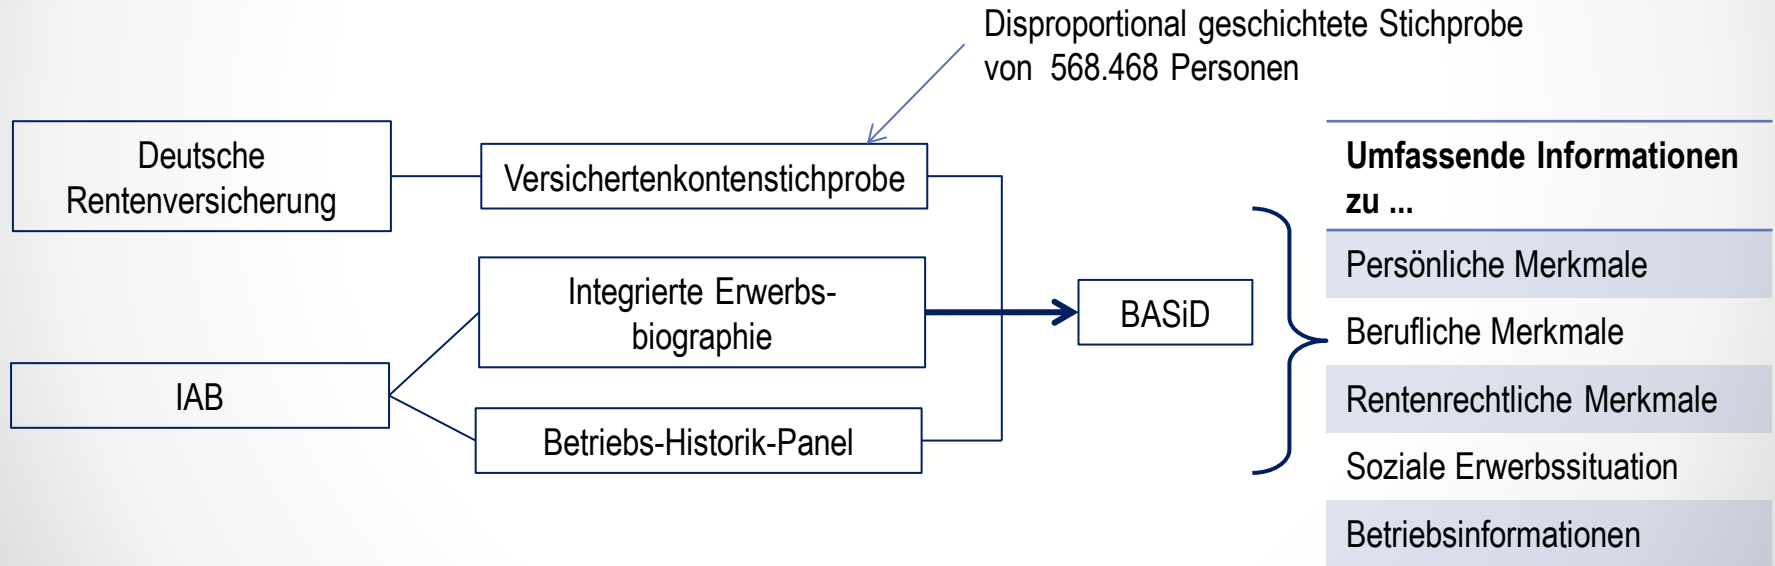 Disproportional geschichtete Stichprobe
von 568.468 Personen
Deutsche
Rentenversicherung
Versichertenkontenstichprobe
Integrierte Erwerbs-
biographie
IAB
Betriebs-Historik-Panel
BASiD
Umfassende Informationen
zu ...
Persönliche Merkmale
Berufliche Merkmale
Rentenrechtliche Merkmale
Soziale Erwerbssituation
Betriebsinformationen